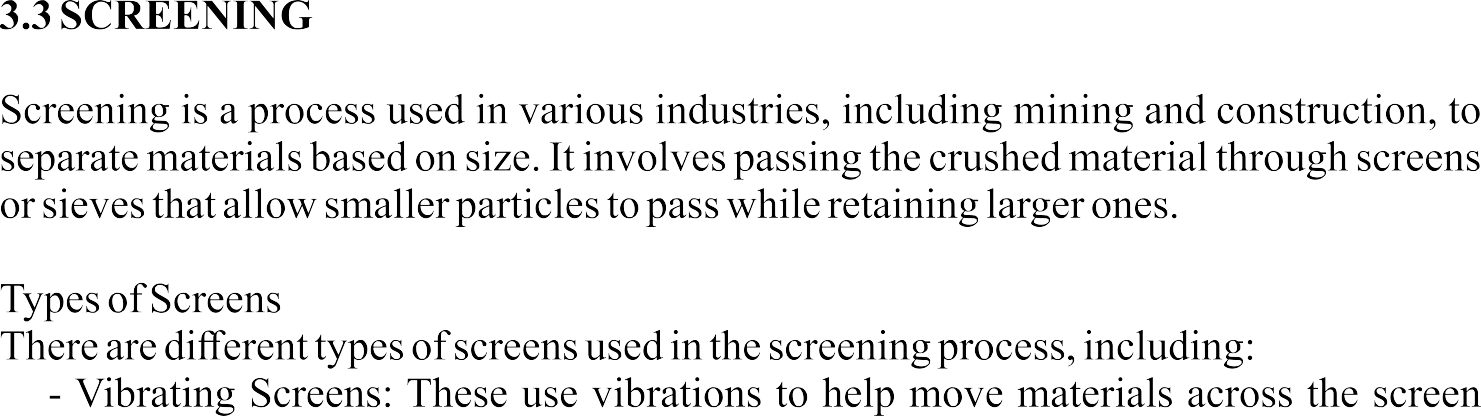 3.3 SCREENING
Screening is a process used in various industries, including mining and construction, to
separate materials based on size. It involves passing the crushed material through screens
or sieves that allow smaller particles to pass while retaining larger ones.
Types of Screens
There are different types of screens used in the screening process, including:
- Vibrating Screens: These use vibrations to help move materials across the screen